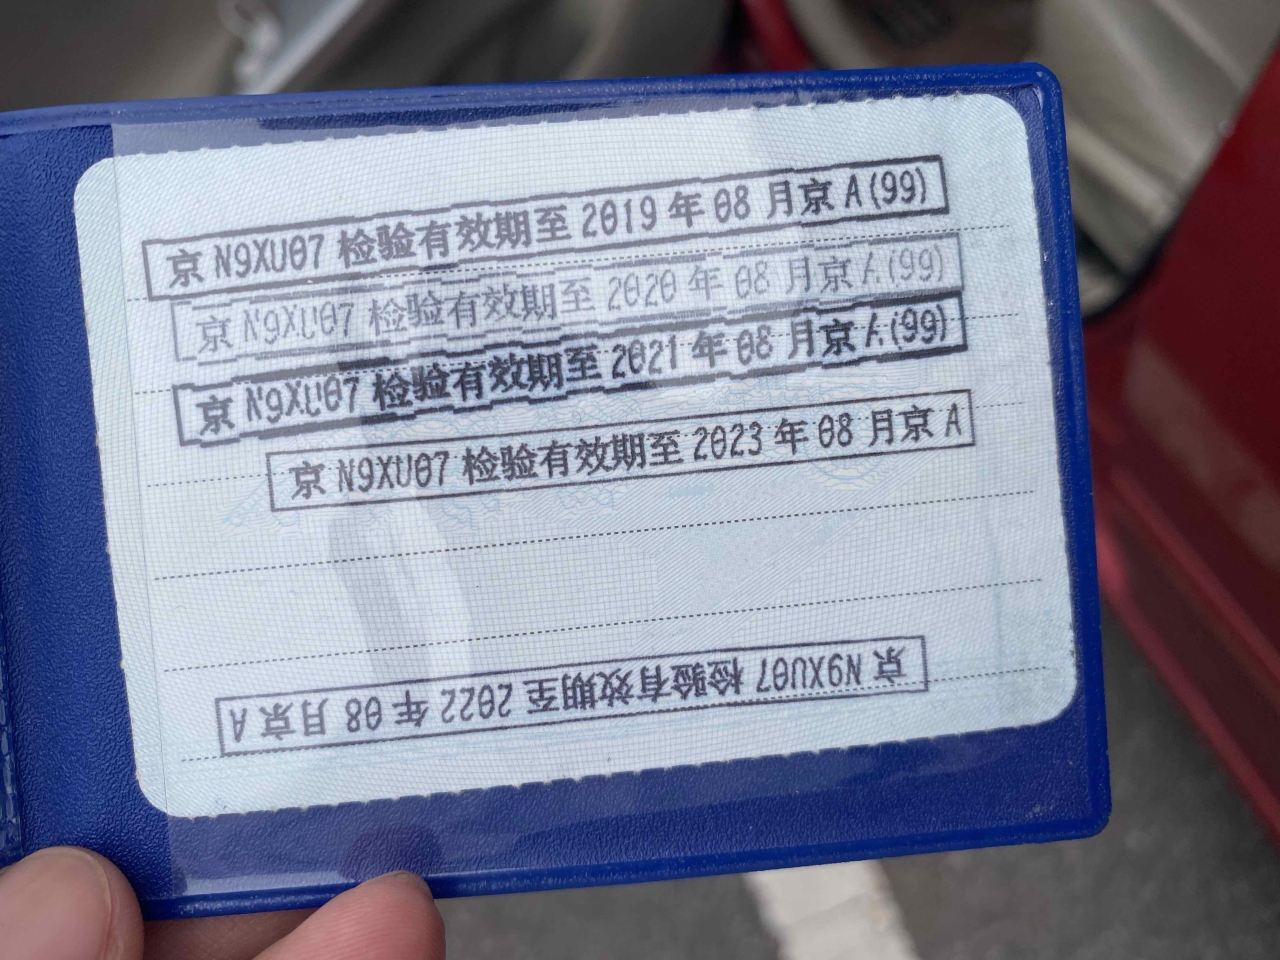 京 N9XU07 检验有效期至 2019 年 08 月京 A(99)
京 N9XU07 检验有效期至 2020 年 08 月京 A(99)
京 N9XU07 检验有效期至 2021 年 08 月京 A(99)
京 N9XU07 检验有效期至 2023 年 08 月京 A
京 N9XU07 检验有效期至 2022 年 08 月京 A